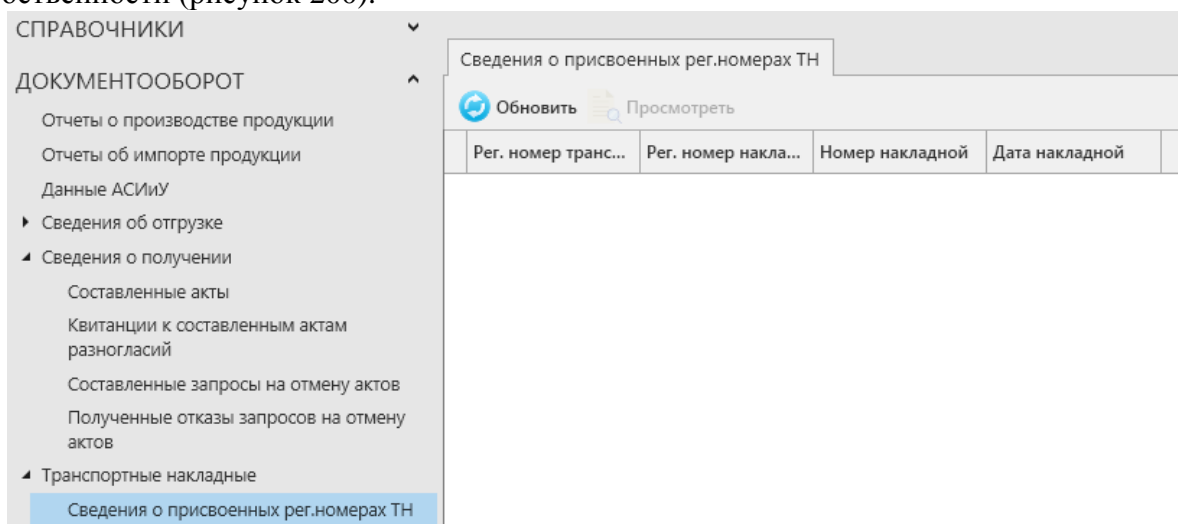 (рисунок 200).
СПРАВОЧНИКИ
ДОКУМЕНТООБОРОТ
Отчеты о производстве продукции
Отчеты об импорте продукции
Данные АСИиУ
Сведения об отгрузке
Сведения о получении
Составленные акты
Квитанции к составленным актам
разногласий
Составленные запросы на отмену актов
Полученные отказы запросов на отмену
актов
Транспортные накладные
Сведения о присвоенных рег.номерах ТН
Сведения о присвоенных рег.номерах ТН
Обновить Просмотреть
Рег. номер транс... Рег. номер накла... Номер накладной Дата накладной